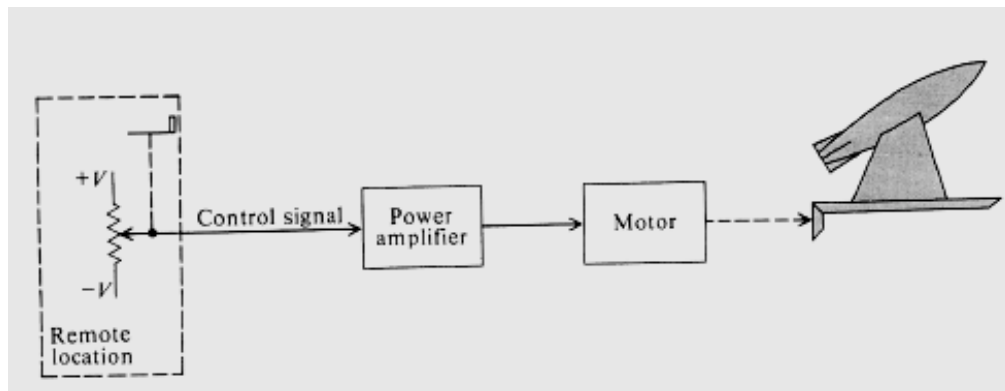 +V
Control signal
Power
amplifier
Motor
−V
Remote
location